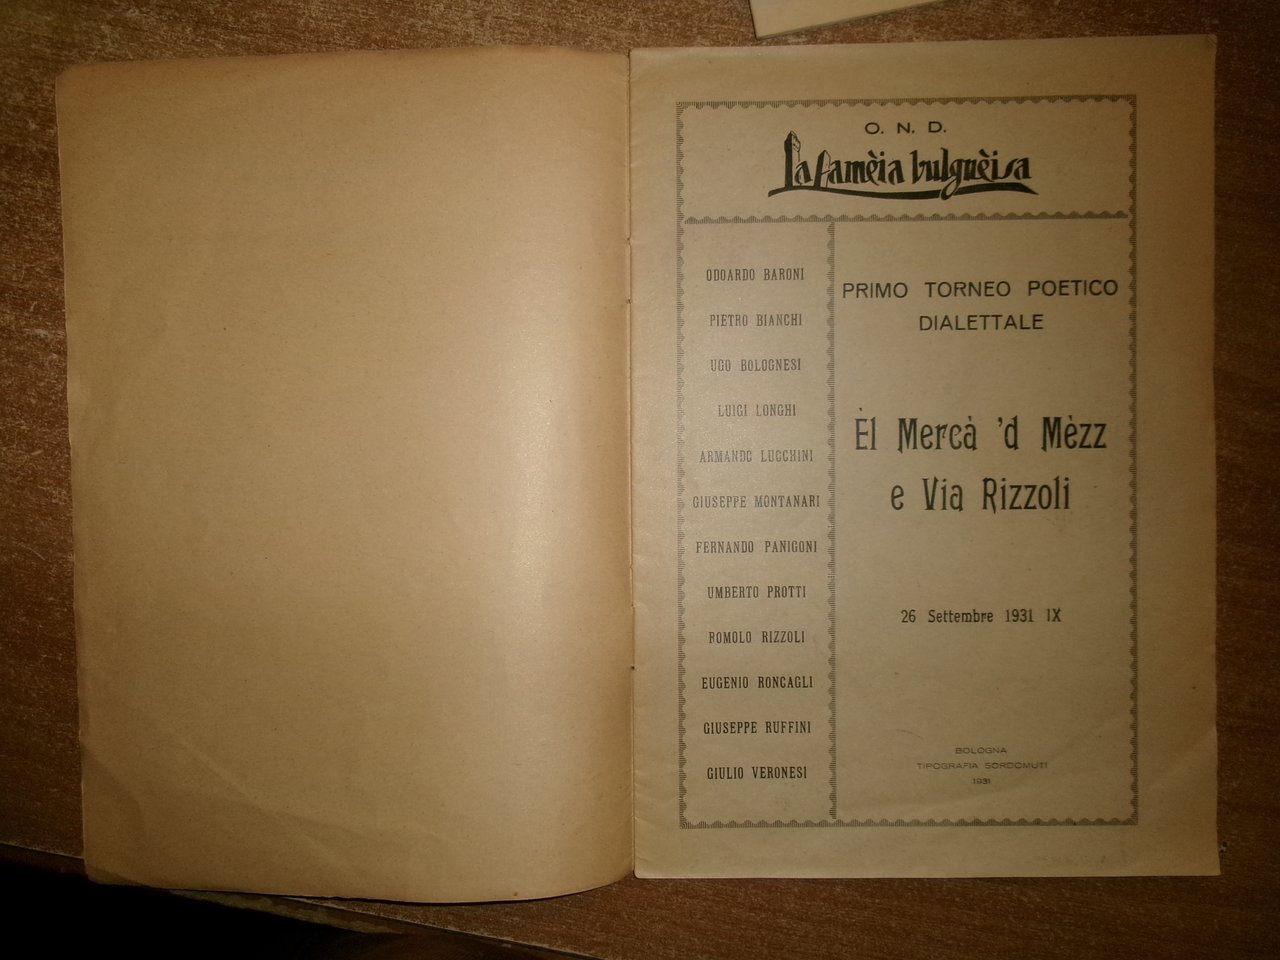 O. N. D.
La famèia bulgnèisa
ODOARDO BARONI
PIETRO BIANCHI
UGO BOLOGNESI
LUIGI LONGHI
ARMANDO LUCCHINI
GIUSEPPE MONTANARI
FERNANDO PANIGONI
UMBERTO PROTTI
ROMOLO RIZZOLI
EUGENIO RONCAGLI
GIUSEPPE RUFFINI
GIULIO VERONESI
PRIMO TORNEO POETICO
DIALETTALE
Èl Mercà 'd Mèzz
e Via Rizzoli
26 Settembre 1931 IX
BOLOGNA
TIPOGRAFIA SORDOMUTI
1931